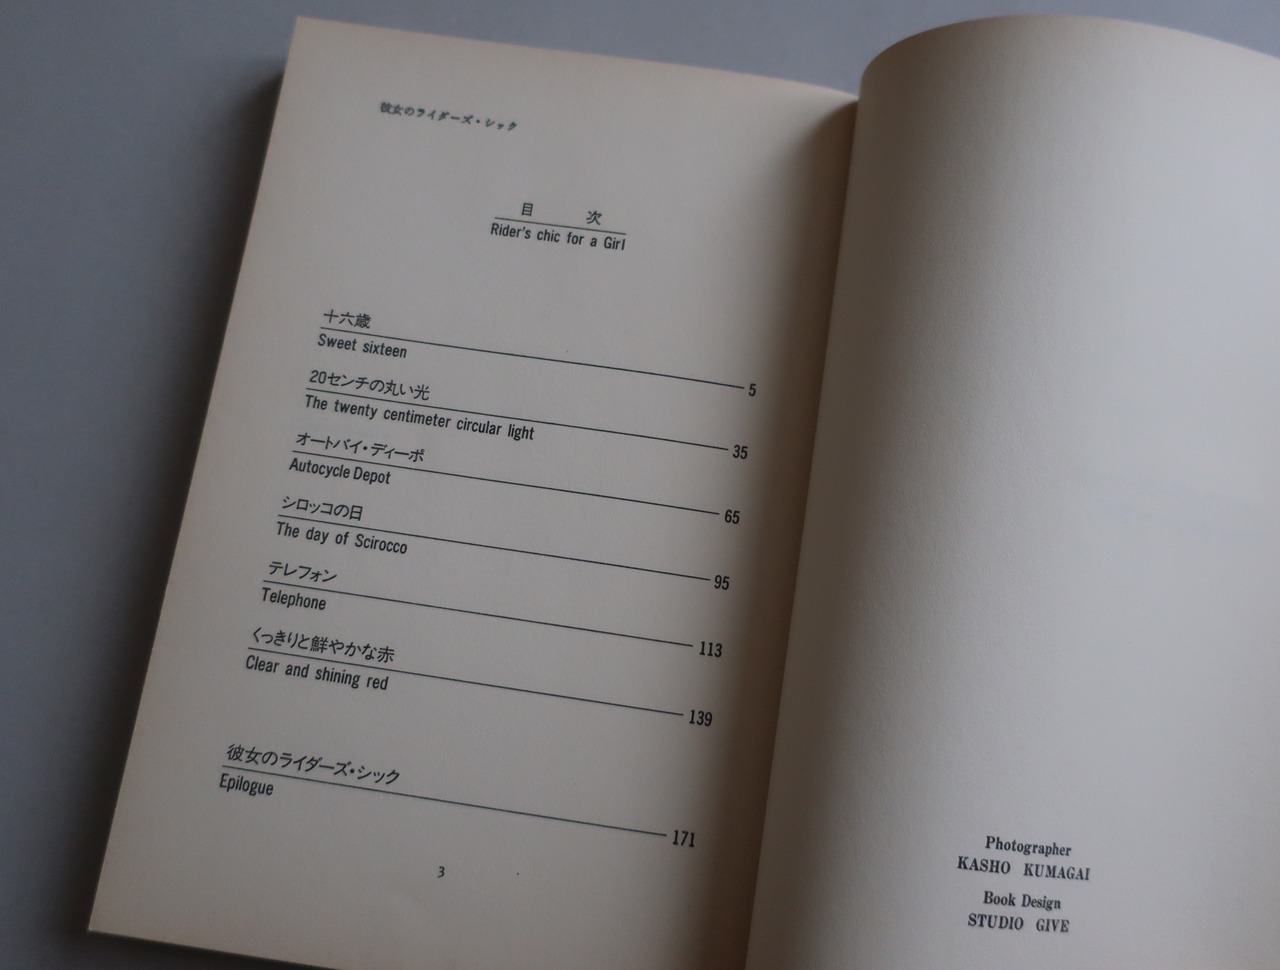 彼女のライダーズ・シック
目 次
Rider's chic for a Girl
十六歳
Sweet sixteen
5
20センチの丸い光
The twenty centimeter circular light
35
オートバイ・ディーポ
Autocycle Depot
65
シロッコの日
The day of Scirocco
95
テレフォン
Telephone
113
くっきりと鮮やかな赤
Clear and shining red
139
彼女のライダーズ・シック
Epilogue
171
3
Photographer
KASHO KUMAGAI
Book Design
STUDIO GIVE